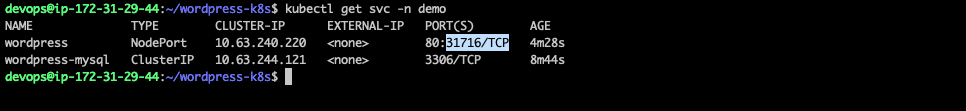 devops@ip-172-31-29-44:~/wordpress-k8s$ kubectl get svc -n demo
NAME TYPE CLUSTER-IP EXTERNAL-IP PORT(S) AGE
wordpress NodePort 10.63.240.220 <none> 80:31716/TCP 4m28s
wordpress-mysql ClusterIP 10.63.244.121 <none> 3306/TCP 8m44s
devops@ip-172-31-29-44:~/wordpress-k8s$